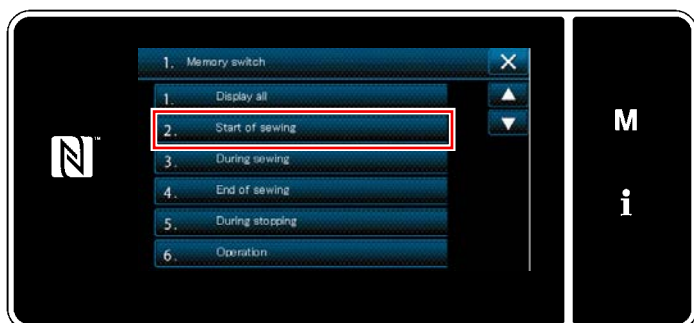 1. Memory switch
1. Display all
2. Start of sewing
3. During sewing
4. End of sewing
5. During stopping
6. Operation
M
i